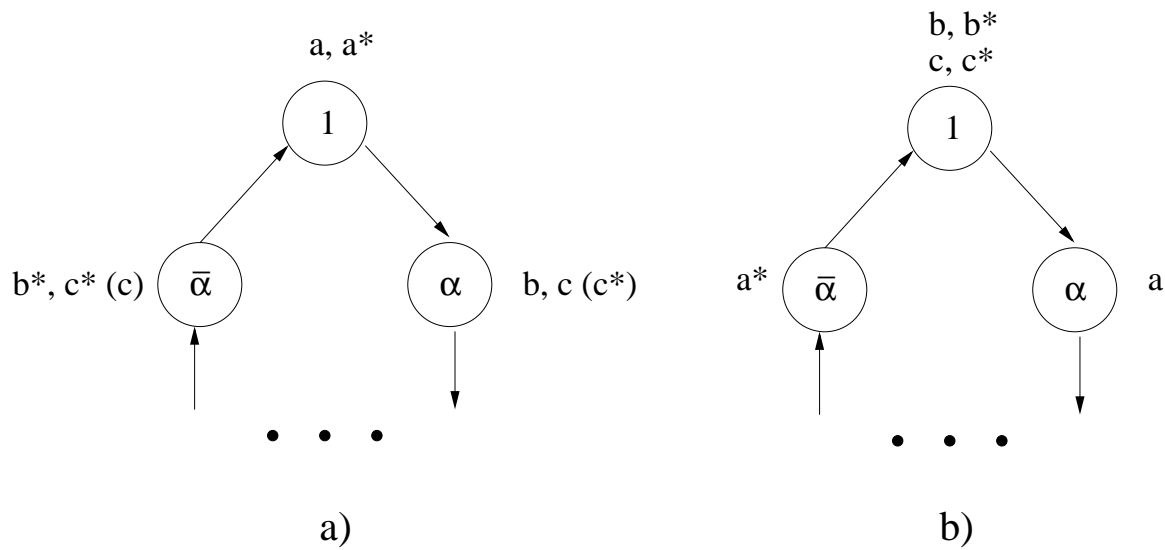 a, a*
1
b*, c* (c)
ᾱ
α
b, c (c*)
a)
b, b*
c, c*
1
a*
ᾱ
α
a
b)